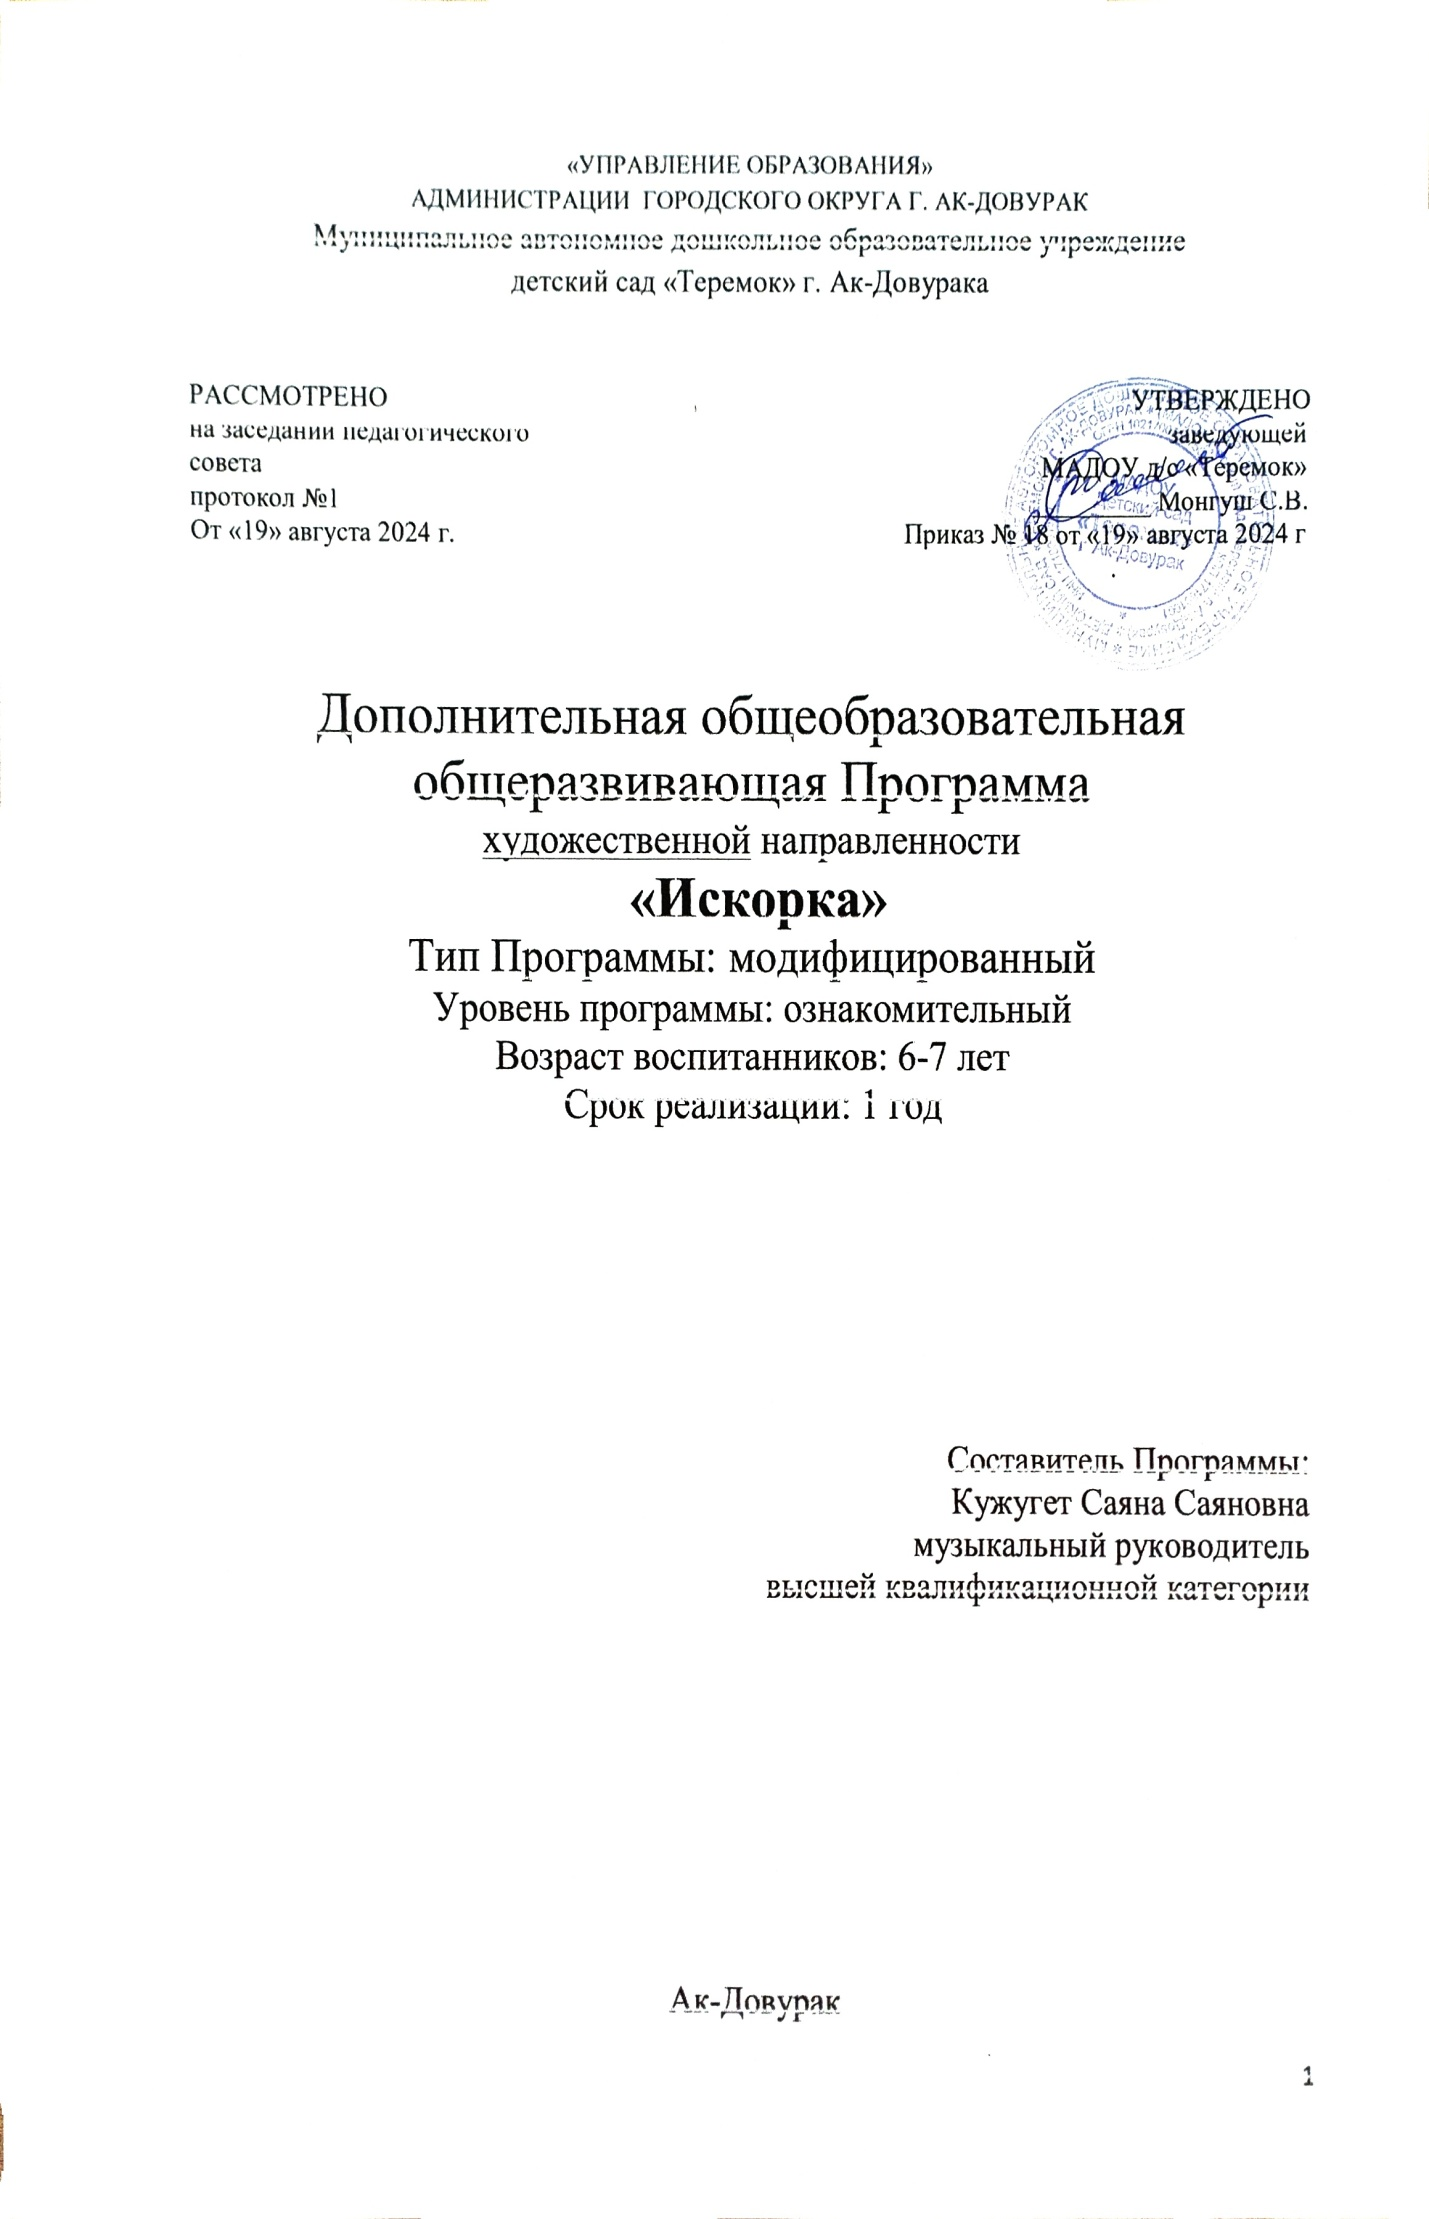 «УПРАВЛЕНИЕ ОБРАЗОВАНИЯ»
АДМИНИСТРАЦИИ ГОРОДСКОГО ОКРУГА Г. АК-ДОВУРАК
Муниципальное автономное дошкольное образовательное учреждение
детский сад «Теремок» г. Ак-Довурака
РАССМОТРЕНО
на заседании педагогического
совета
протокол №1
От «19» августа 2024 г.
УТВЕРЖДЕНО
заведующей
МАДОУ д/с «Теремок»
Монгуш С.В.
Приказ № 18 от «19» августа 2024 г
г. Ак-Довурак
Дополнительная общеобразовательная
общеразвивающая Программа
художественной направленности
«Искорка»
Тип Программы: модифицированный
Уровень программы: ознакомительный
Возраст воспитанников: 6-7 лет
Срок реализации: 1 год
Составитель Программы:
Кужугет Саяна Саяновна
музыкальный руководитель
высшей квалификационной категории
Ак-Довурак
1